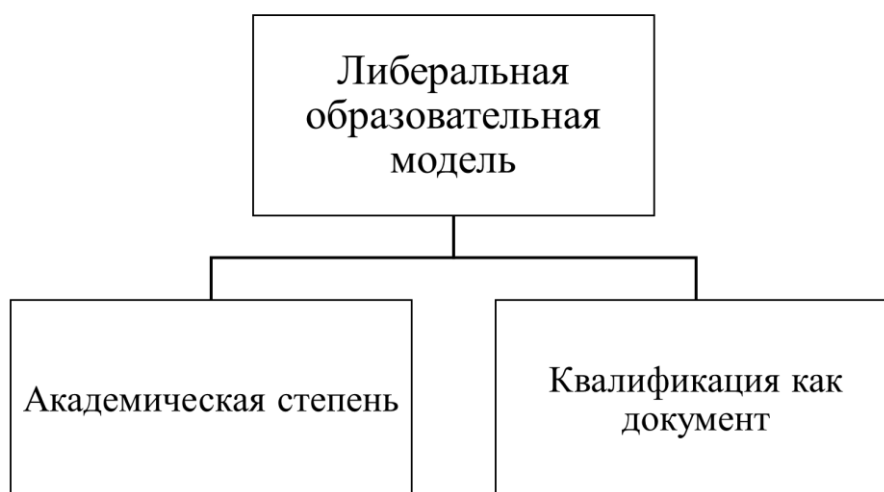 Либеральная
образовательная
модель
Академическая степень
Квалификация как
документ